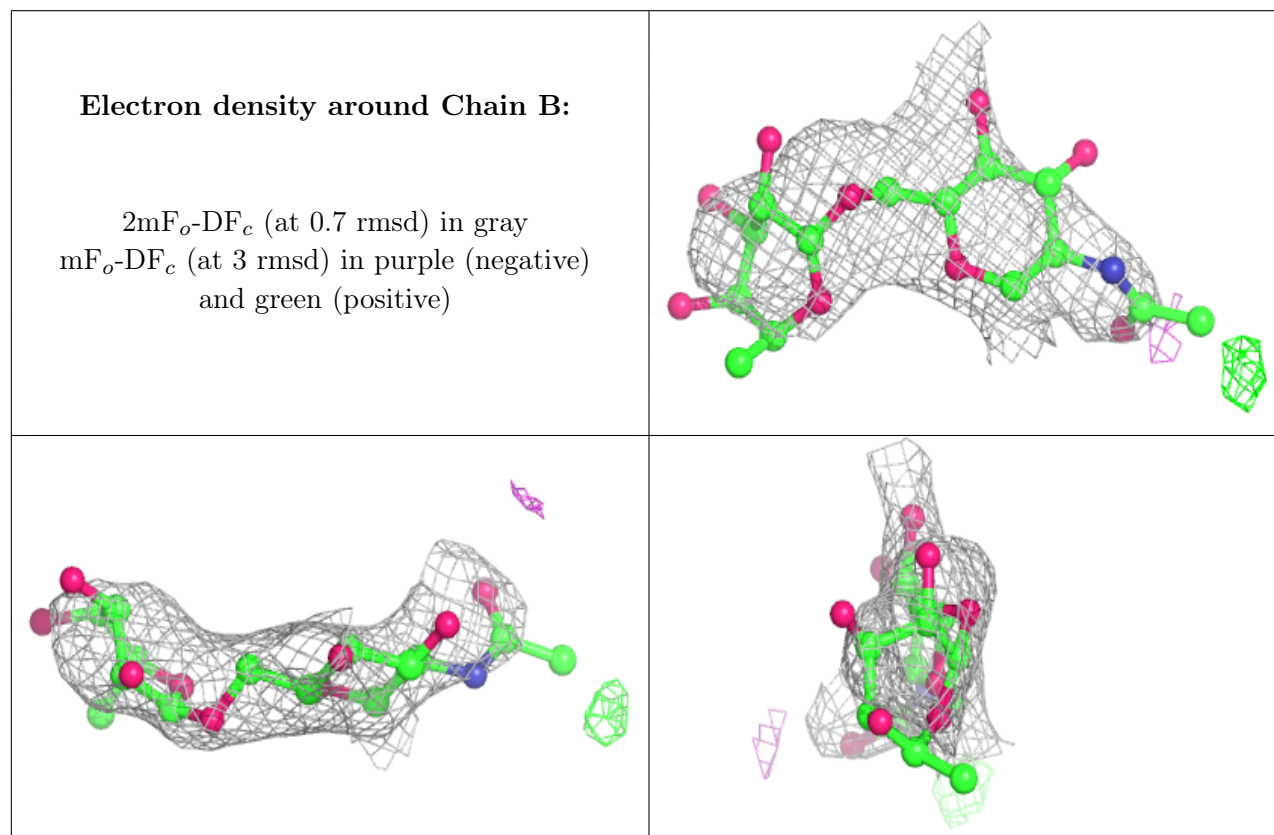 Electron density around Chain B:
2mFₒ-DF𝒸 (at 0.7 rmsd) in gray
mFₒ-DF𝒸 (at 3 rmsd) in purple (negative)
and green (positive)